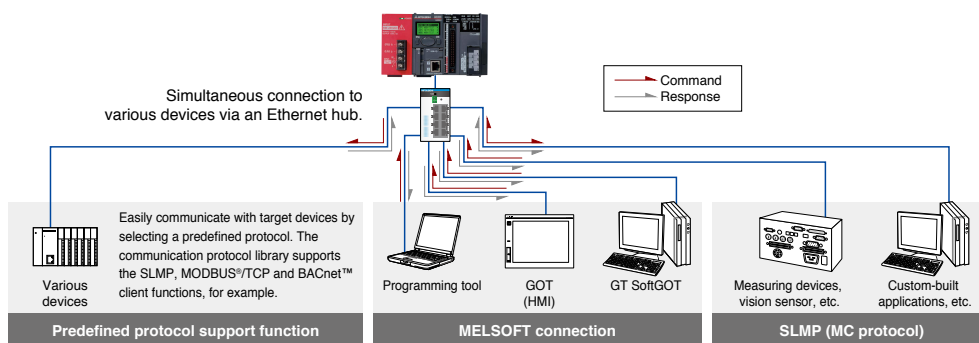 Simultaneous connection to
various devices via an Ethernet hub.
Command
Response
Easily communicate with target devices by
selecting a predefined protocol. The
communication protocol library supports
the SLMP, MODBUS®/TCP and BACnet™
client functions, for example.
Various
devices
Predefined protocol support function
Programming tool
GOT
(HMI)
GT SoftGOT
MELSOFT connection
Measuring devices,
vision sensor, etc.
Custom-built
applications, etc.
SLMP (MC protocol)